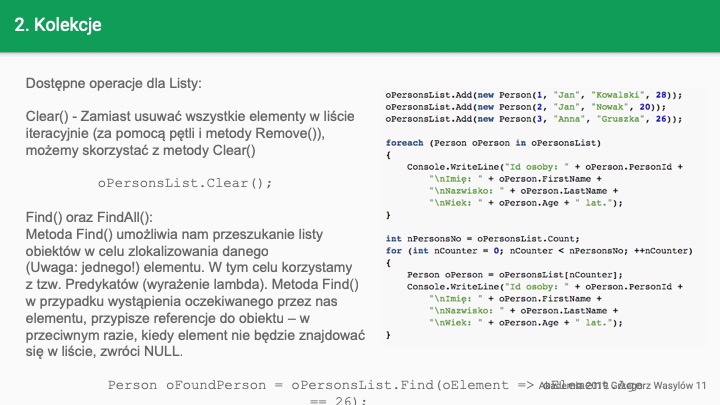 2. Kolekcje
Dostępne operacje dla Listy:
Clear() - Zamiast usuwać wszystkie elementy w liście
iteracyjnie (za pomocą pętli i metody Remove()),
możemy skorzystać z metody Clear()
oPersonsList.Clear();
Find() oraz FindAll():
Metoda Find() umożliwia nam przeszukanie listy
obiektów w celu zlokalizowania danego
(Uwaga: jednego!) elementu. W tym celu korzystamy
z tzw. Predykatów (wyrażenie lambda). Metoda Find()
w przypadku wystąpienia oczekiwanego przez nas
elementu, przypisze referencje do obiektu – w
przeciwnym razie, kiedy element nie będzie znajdować
się w liście, zwróci NULL.
Person oFoundPerson = oPersonsList.Find(oElement => oElement.Age
== 26);
oPersonsList.Add(new Person(1, "Jan", "Kowalski", 28));
oPersonsList.Add(new Person(2, "Jan", "Nowak", 20));
oPersonsList.Add(new Person(3, "Anna", "Gruszka", 26));
foreach (Person oPerson in oPersonsList)
{
Console.WriteLine("Id osoby: " + oPerson.PersonId +
"\nImię: " + oPerson.FirstName +
"\nNazwisko: " + oPerson.LastName +
"\nWiek: " + oPerson.Age + " lat.");
}
int nPersonsNo = oPersonsList.Count;
for (int nCounter = 0; nCounter < nPersonsNo; ++nCounter)
{
Person oPerson = oPersonsList[nCounter];
Console.WriteLine("Id osoby: " + oPerson.PersonId +
"\nImię: " + oPerson.FirstName +
"\nNazwisko: " + oPerson.LastName +
"\nWiek: " + oPerson.Age + " lat.");
}
Akademia 2019 Grzegorz Wasylów 11